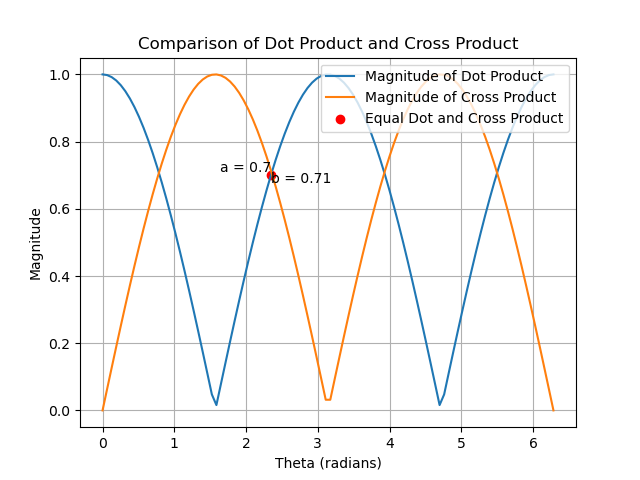 Comparison of Dot Product and Cross Product
Magnitude of Dot Product
Magnitude of Cross Product
Equal Dot and Cross Product
a = 0.7
b = 0.71
Magnitude
1.0
0.8
0.6
0.4
0.2
0.0
0 1 2 3 4 5 6
Theta (radians)